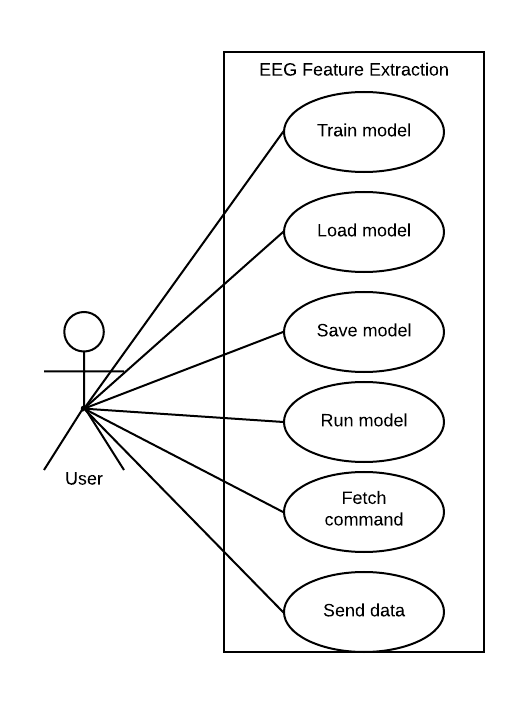 EEG Feature Extraction
Train model
Load model
Save model
Run model
Fetch
command
Send data
User